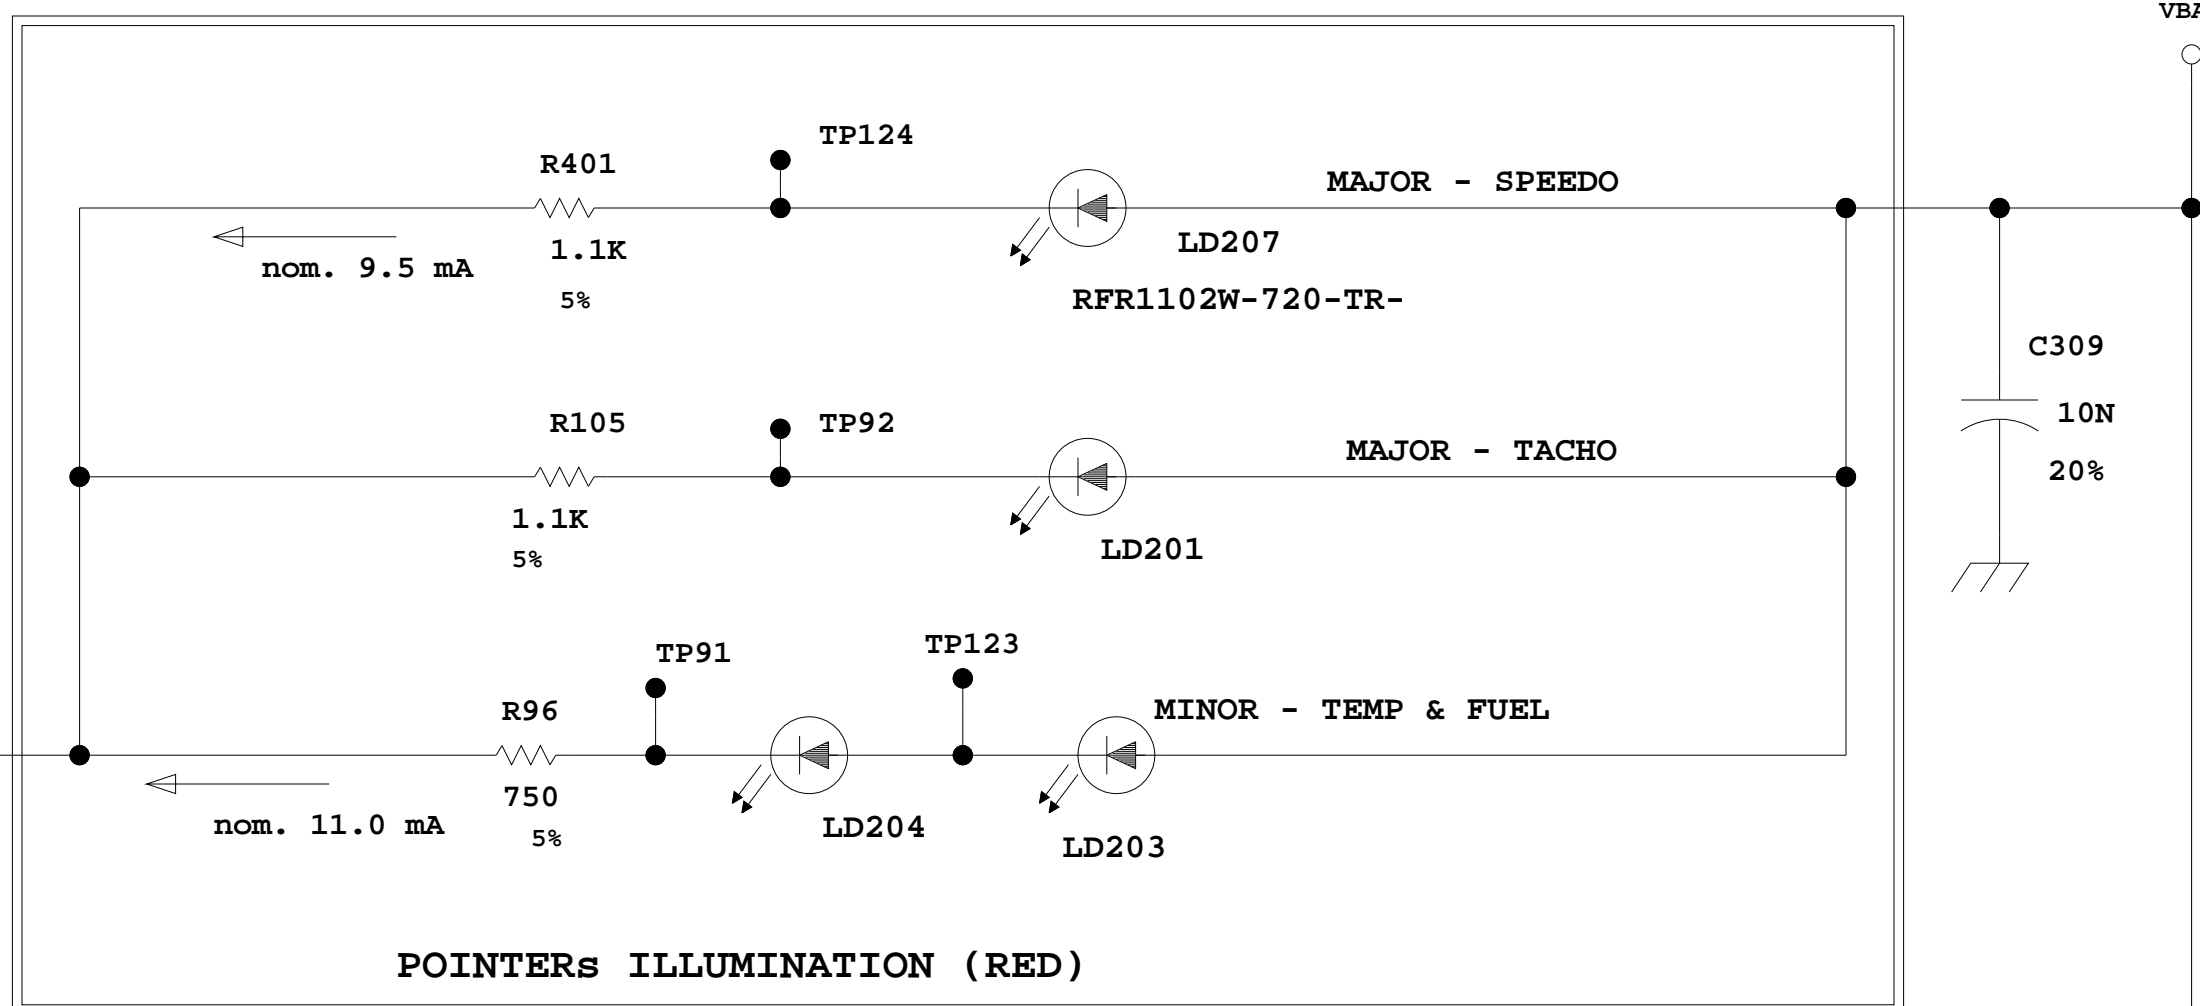 VBA
TP124
R401
MAJOR - SPEEDO
1.1K
LD207
nom. 9.5 mA
5%
RFR1102W-720-TR-
C309
10N
20%
R105
TP92
MAJOR - TACHO
1.1K
5%
LD201
TP91
TP123
R96
MINOR - TEMP & FUEL
750
nom. 11.0 mA
5%
LD204
LD203
POINTERs ILLUMINATION (RED)